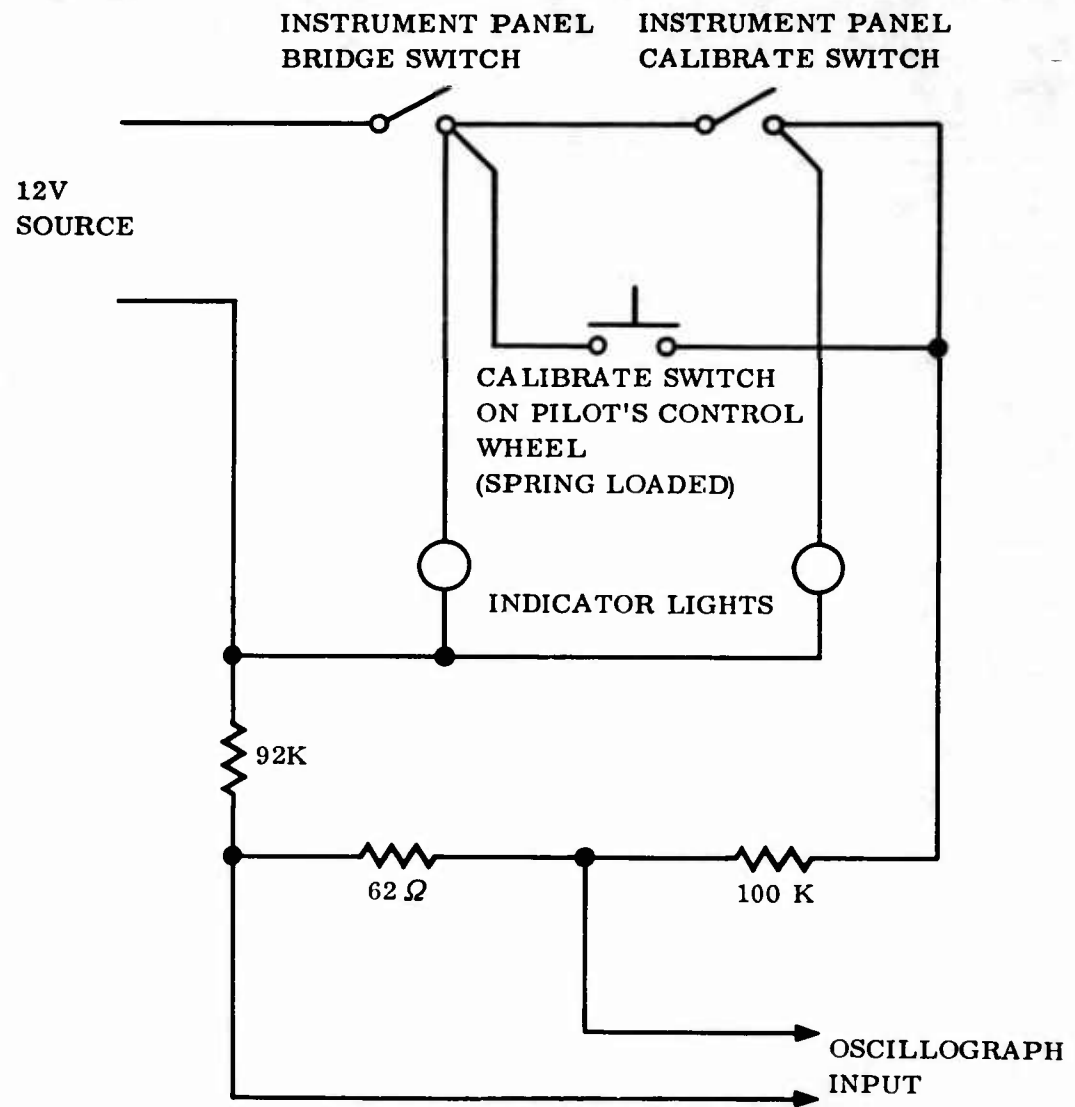 INSTRUMENT PANEL
BRIDGE SWITCH
INSTRUMENT PANEL
CALIBRATE SWITCH
12V
SOURCE
CALIBRATE SWITCH
ON PILOT'S CONTROL
WHEEL
(SPRING LOADED)
INDICATOR LIGHTS
92K
62 Ω
100 K
OSCILLOGRAPH
INPUT